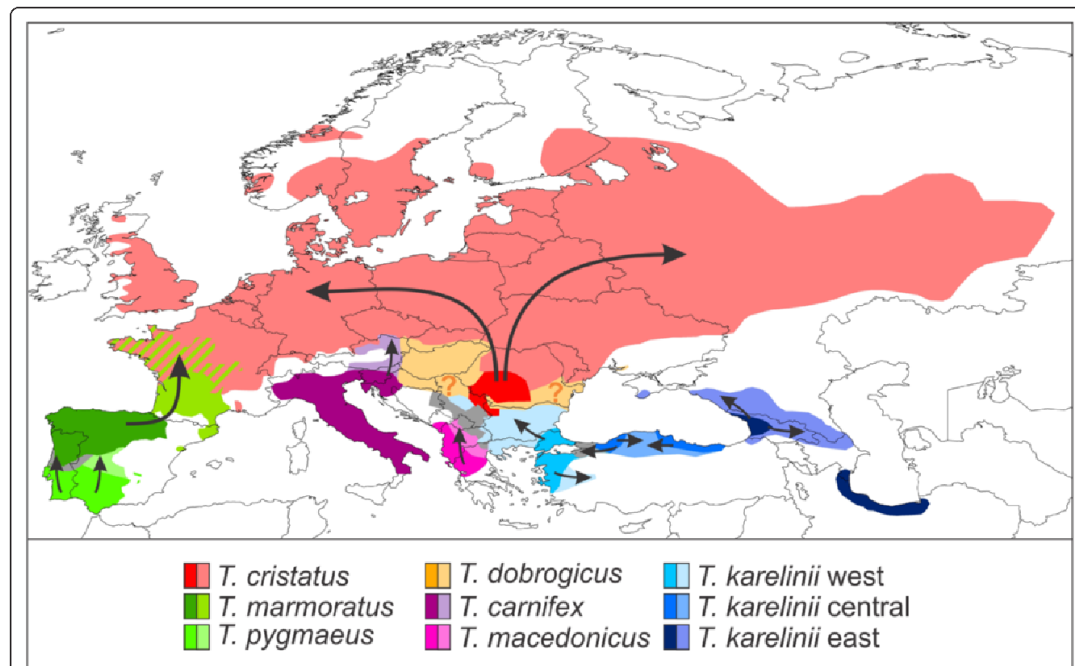 ?
?
T. cristatus
T. dobrogicus
T. karelinii west
T. marmoratus
T. carnifex
T. karelinii central
T. pygmaeus
T. macedonicus
T. karelinii east